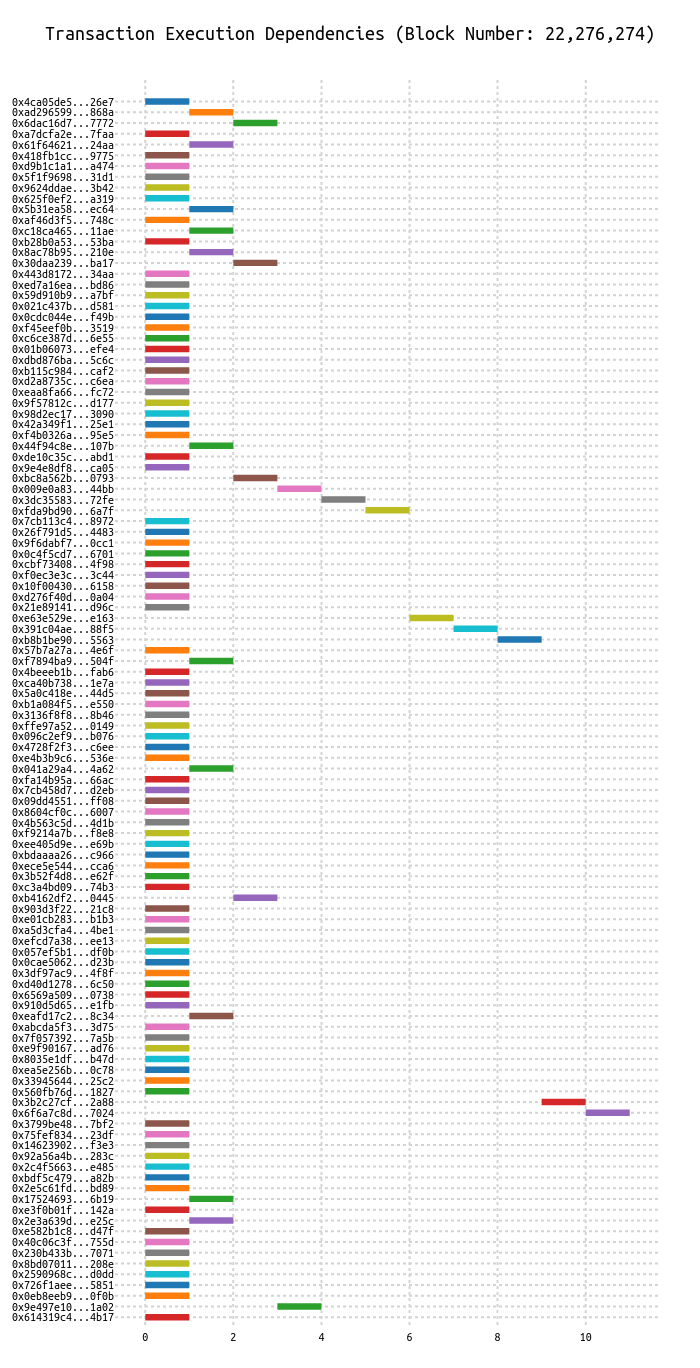 Transaction Execution Dependencies (Block Number: 22,276,274)
0x4ca05de5...26e7
0xad296599...868a
0x6dac16d7...7772
0xa7dcfa2e...7faa
0x61f64621...24aa
0x418fb1cc...9775
0xd9b1c1a1...a474
0x5f1f9698...31d1
0x9624ddae...3b42
0x625f0ef2...a319
0x5b31ea58...ec64
0xaf46d3f5...748c
0xc18ca465...11ae
0xb28b0a53...53ba
0x8ac78b95...210e
0x30daa239...ba17
0x443d8172...34aa
0xed7a16ea...bd86
0x59d910b9...a7bf
0x021c437b...d581
0x0cdc044e...f49b
0xf45eef0b...3519
0xc6ce387d...6e55
0x01b06073...efe4
0xdbd876ba...5c6c
0xb115c984...caf2
0xd2a8735c...c6ea
0xeaa8fa66...fc72
0x9f57812c...d177
0x98d2ec17...3090
0x42a349f1...25e1
0xf4b0326a...95e5
0x44f94c8e...107b
0xde10c35c...abd1
0x9e4e8df8...ca05
0xbc8a562b...0793
0x009e0a83...44bb
0x3dc35583...72fe
0xfda9bd90...6a7f
0x7cb113c4...8972
0x26f791d5...4483
0x9f6dabf7...0cc1
0x0c4f5cd7...6701
0xcbf73408...4f98
0xf0ec3e3c...3c44
0x10f00430...6158
0xd276f40d...0a04
0x21e89141...d96c
0xe63e529e...e163
0x391c04ae...88f5
0xb8b1be90...5563
0x57b7a27a...4e6f
0xf7894ba9...504f
0x4beeeb1b...fab6
0xca40b738...1e7a
0x5a0c418e...44d5
0xb1a084f5...e550
0x3136f8f8...8b46
0xffe97a52...0149
0x096c2ef9...b076
0x4728f2f3...c6ee
0xe4b3b9c6...536e
0x041a29a4...4a62
0xfa14b95a...66ac
0x7cb458d7...d2eb
0x09dd4551...ff08
0x8604cf0c...6007
0x4b563c5d...4d1b
0xf9214a7b...f8e8
0xee405d9e...e69b
0xbdaaaa26...c966
0xece5e544...cca6
0x3b52f4d8...e62f
0xc3a4bd09...74b3
0xb4162df2...0445
0x903d3f22...21c8
0xe01cb283...b1b3
0xa5d3cfa4...4be1
0xefcd7a38...ee13
0x057ef5b1...df0b
0x0cae5062...d23b
0x3df97ac9...4f8f
0xd40d1278...6c50
0x6569a509...0738
0x910d5d65...e1fb
0xeafd17c2...8c34
0xabcda5f3...3d75
0x7f057392...7a5b
0xe9f90167...ad76
0x8035e1df...b47d
0xea5e256b...0c78
0x33945644...25c2
0x560fb76d...1827
0x3b2c27cf...2a88
0x6f6a7c8d...7024
0x3799be48...7bf2
0x75fef834...23df
0x14623902...f3e3
0x92a56a4b...283c
0x2c4f5663...e485
0xbdf5c479...a82b
0x2e5c61fd...bd89
0x17524693...6b19
0xe3f0b01f...142a
0x2e3a639d...e25c
0xe582b1c8...d47f
0x40c06c3f...755d
0x230b433b...7071
0x8bd07011...208e
0x2590968c...d0dd
0x726f1aee...5851
0x0eb8eeb9...0f0b
0x9e497e10...1a02
0x614319c4...4b17
0 2 4 6 8 10